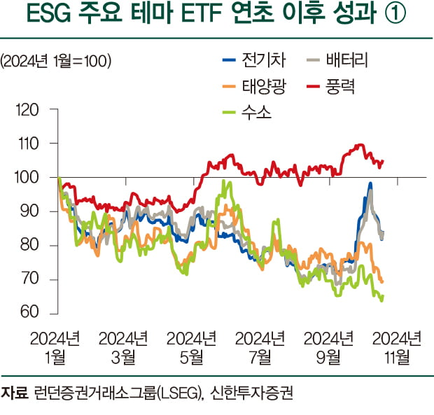 ESG 주요 테마 ETF 연초 이후 성과 ①
(2024년 1월=100)
전기차 배터리
태양광 풍력
수소
120
110
100
90
80
70
60
2024년 2024년 2024년 2024년 2024년 2024년
1월 3월 5월 7월 9월 11월
자료 런던증권거래소그룹(LSEG), 신한투자증권